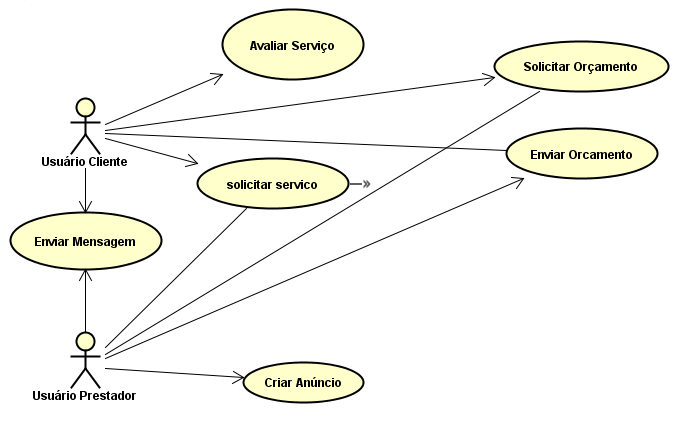 Avaliar Serviço
Solicitar Orçamento
Usuário Cliente
Enviar Orcamento
solicitar servico
»
Enviar Mensagem
Criar Anúncio
Usuário Prestador